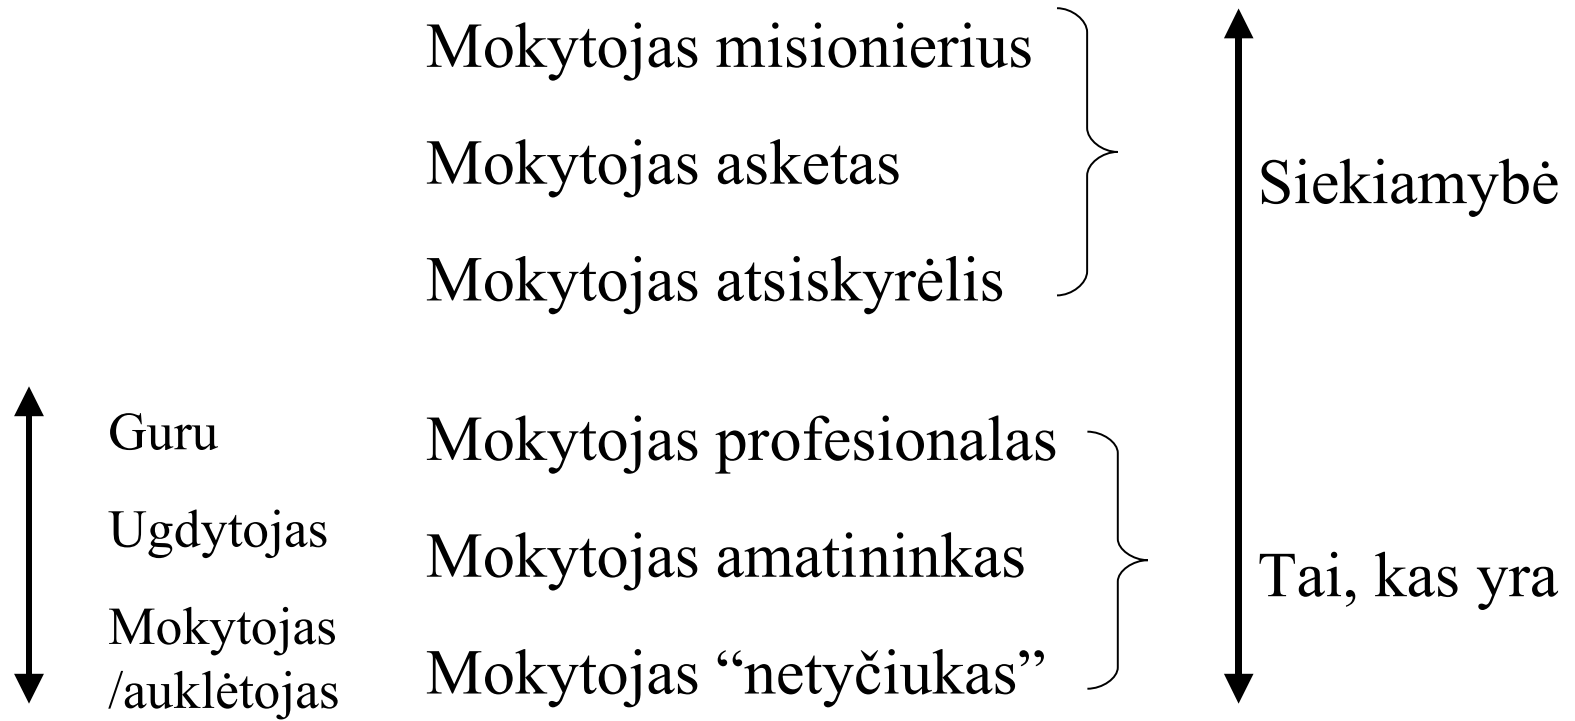 Mokytojas misionierius
Mokytojas asketas
Siekiamybė
Mokytojas atsiskyrėlis
Guru
Mokytojas profesionalas
Ugdytojas
Mokytojas amatininkas
Tai, kas yra
Mokytojas
/auklėtojas
Mokytojas “netyčiukas”